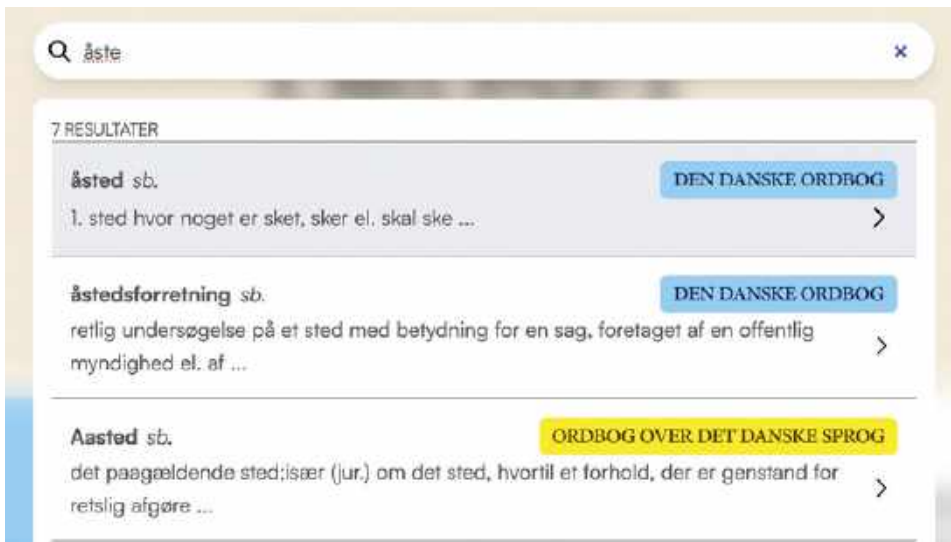 åste ×
7 RESULTATER
åsted sb. DEN DANSKE ORDBOG
1. sted hvor noget er sket, sker el. skal ske ...
åstedsforretning sb. DEN DANSKE ORDBOG
retlig undersøgelse på et sted med betydning for en sag, foretaget af en offentlig
myndighed el. af ...
Aasted sb. ORDBOG OVER DET DANSKE SPROG
det paagældende sted;især (jur.) om det sted, hvortil et forhold, der er genstand for
retslig afgøre ...